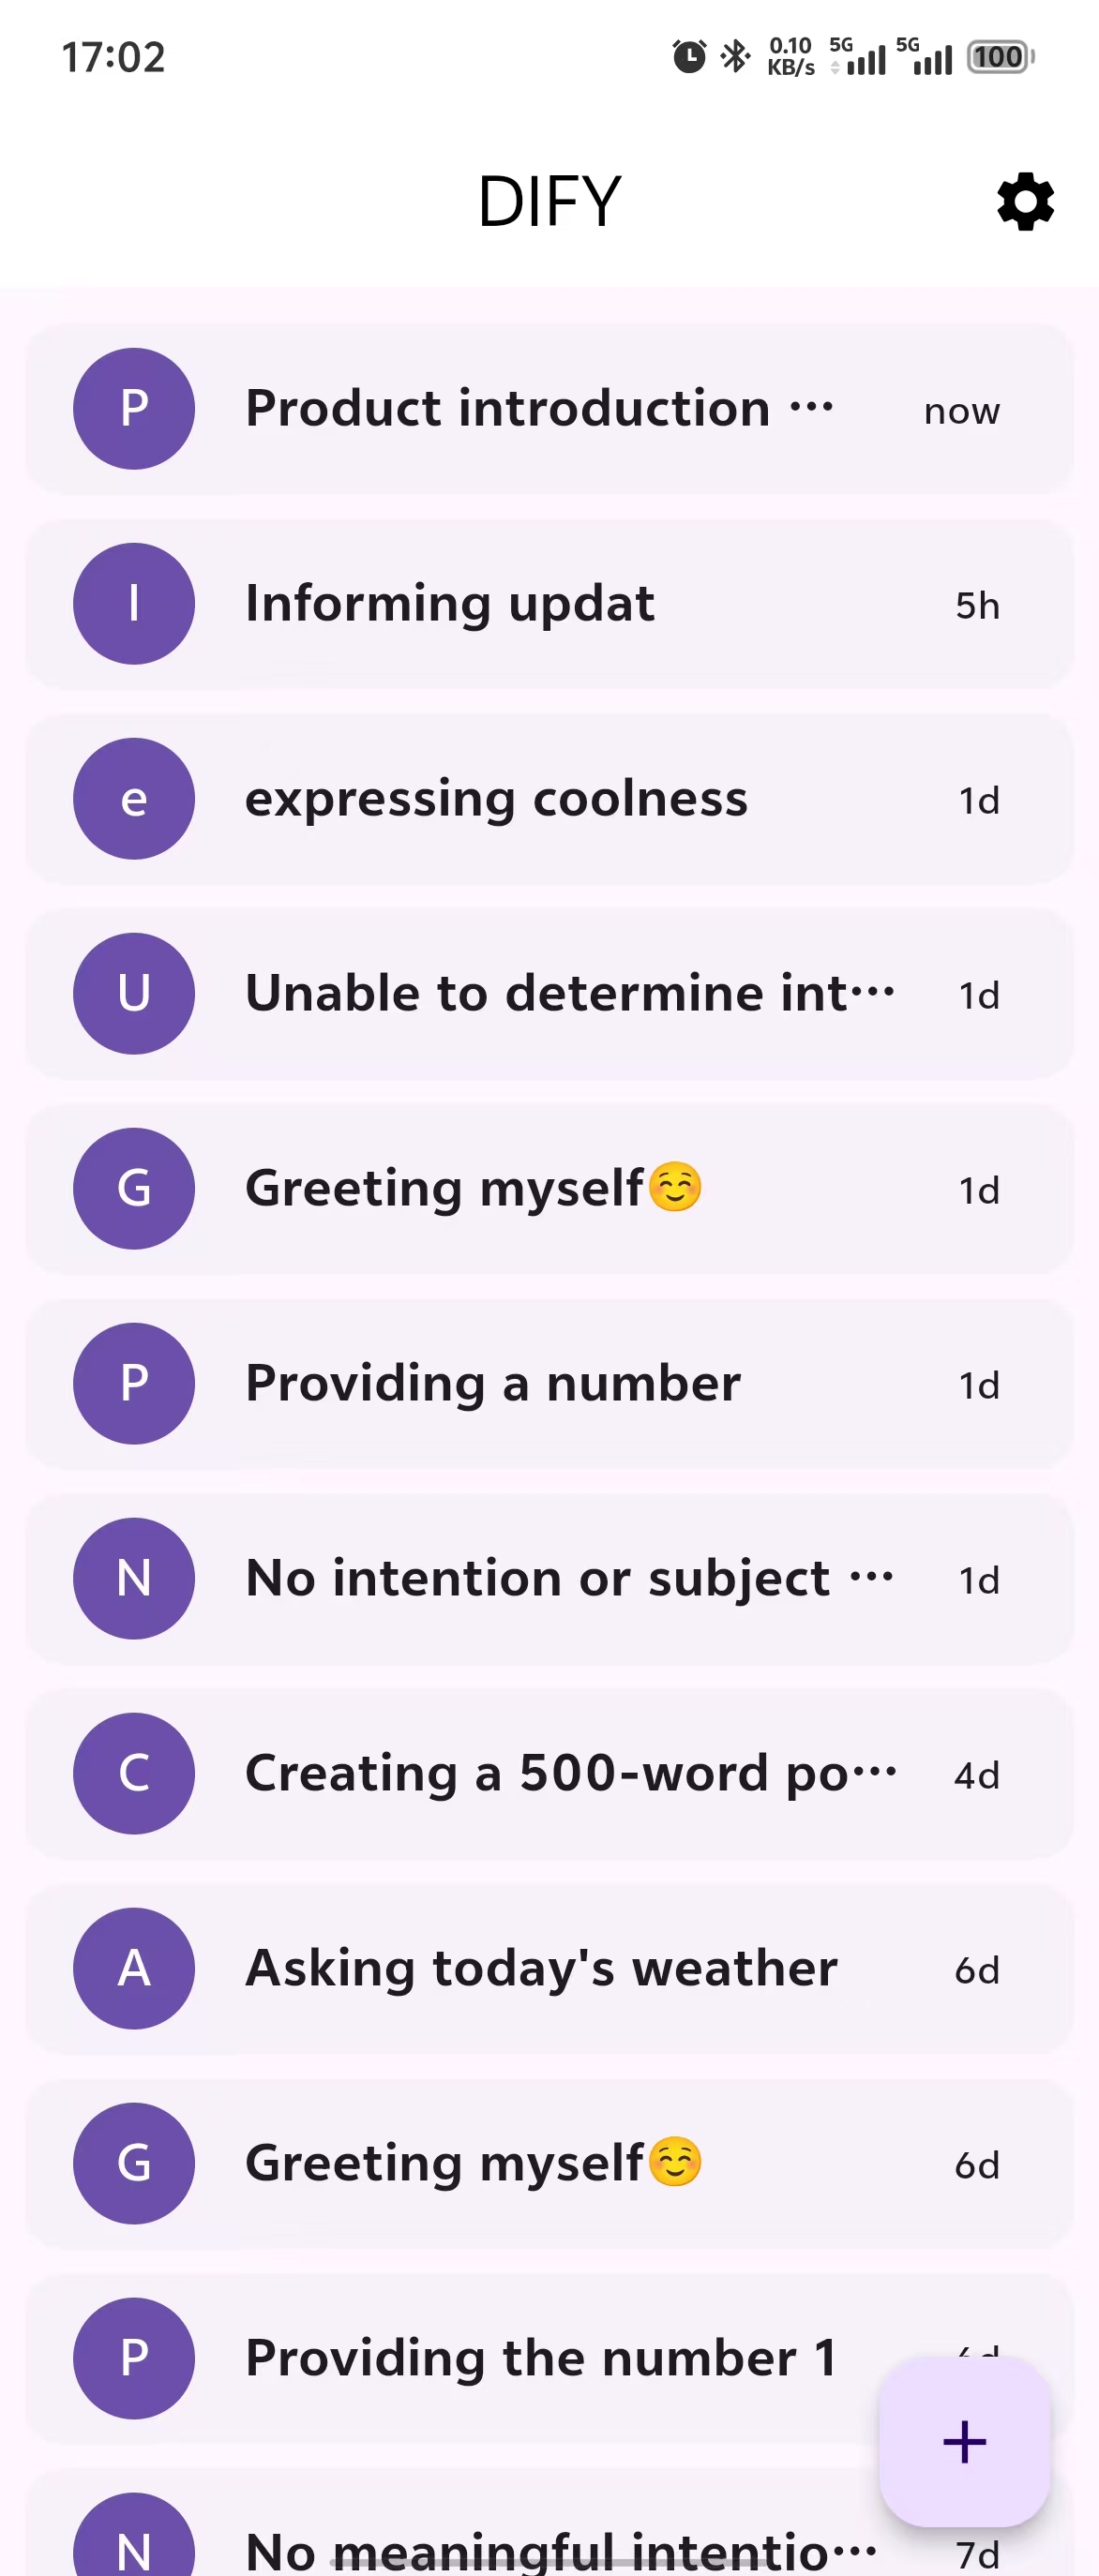 17:02 0.10 KB/s 5G 5G 100
DIFY
P Product introduction ··· now
I Informing updat 5h
e expressing coolness 1d
U Unable to determine int··· 1d
G Greeting myself☺️ 1d
P Providing a number 1d
N No intention or subject ··· 1d
C Creating a 500-word po··· 4d
A Asking today's weather 6d
G Greeting myself☺️ 6d
P Providing the number 1
+
N No meaningful intentio··· 7d